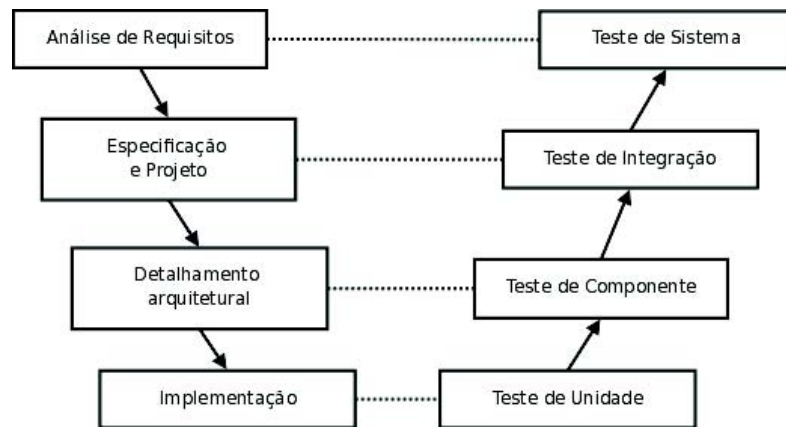 Análise de Requisitos
Teste de Sistema
Especificação
e Projeto
Teste de Integração
Detalhamento
arquitetural
Teste de Componente
Implementação
Teste de Unidade